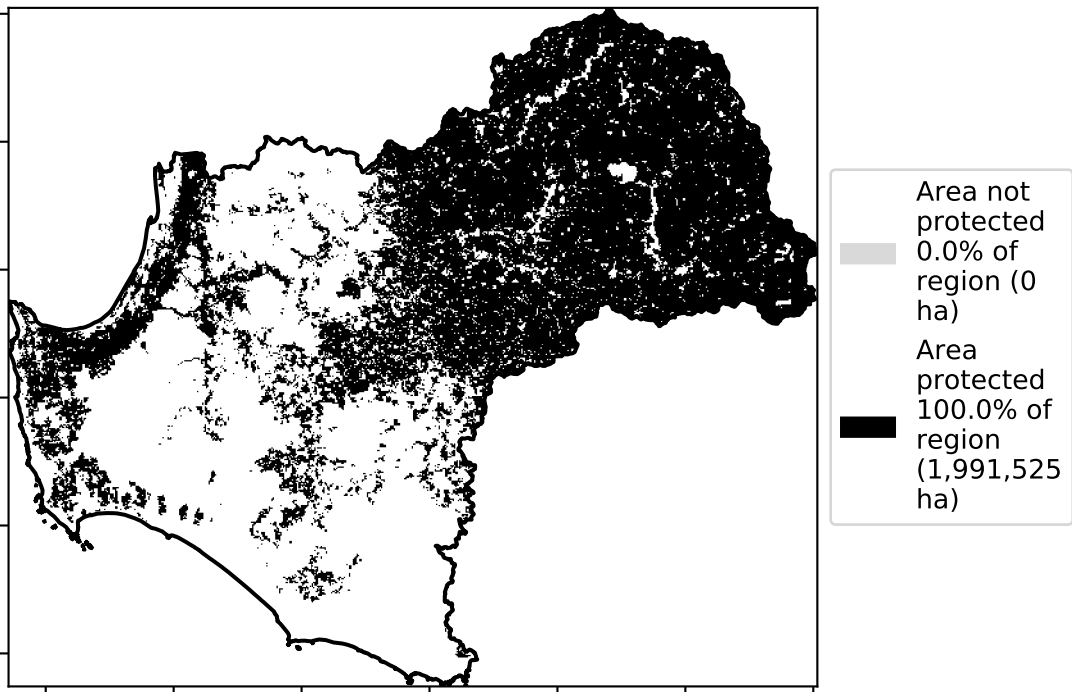 Area not
protected
0.0% of
region (0
ha)
Area
protected
100.0% of
region
(1,991,525
ha)